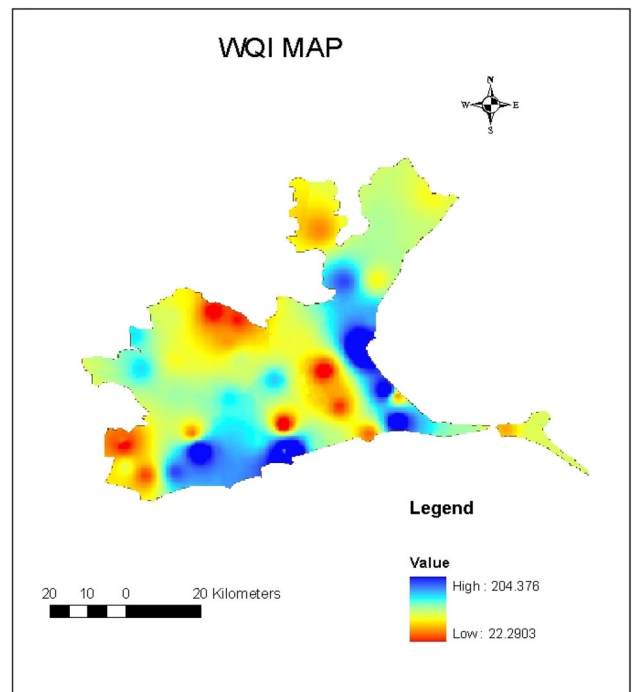 WQI MAP
N
W E
S
Legend
Value
High : 204.376
Low : 22.2903
20 10 0 20 Kilometers